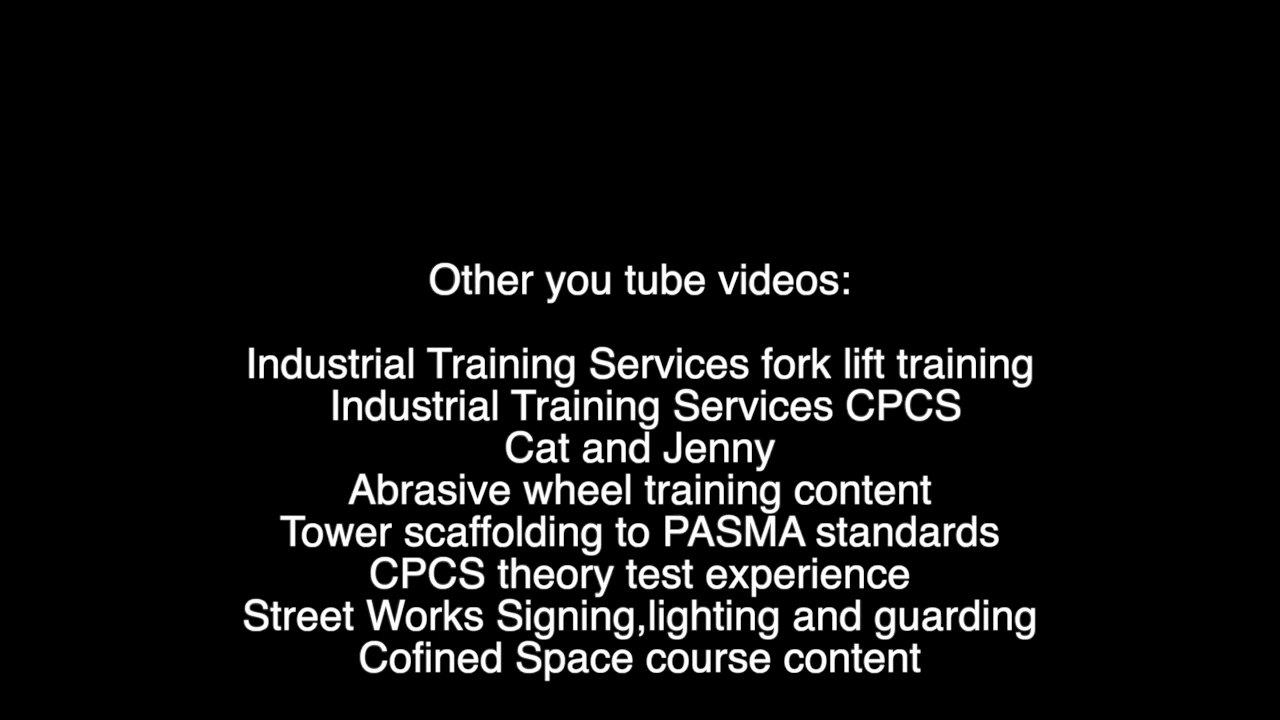 Other you tube videos:
Industrial Training Services fork lift training
Industrial Training Services CPCS
Cat and Jenny
Abrasive wheel training content
Tower scaffolding to PASMA standards
CPCS theory test experience
Street Works Signing,lighting and guarding
Cofined Space course content